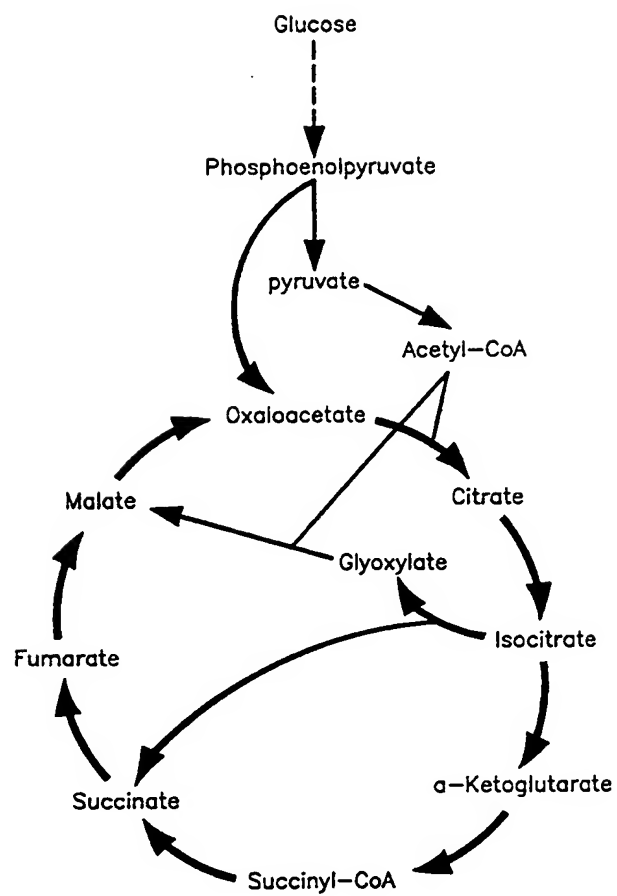 Glucose
Phosphoenolpyruvate
pyruvate
Acetyl-CoA
Oxaloacetate
Malate
Citrate
Glyoxylate
Isocitrate
Fumarate
Succinate
a-Ketoglutarate
Succinyl-CoA